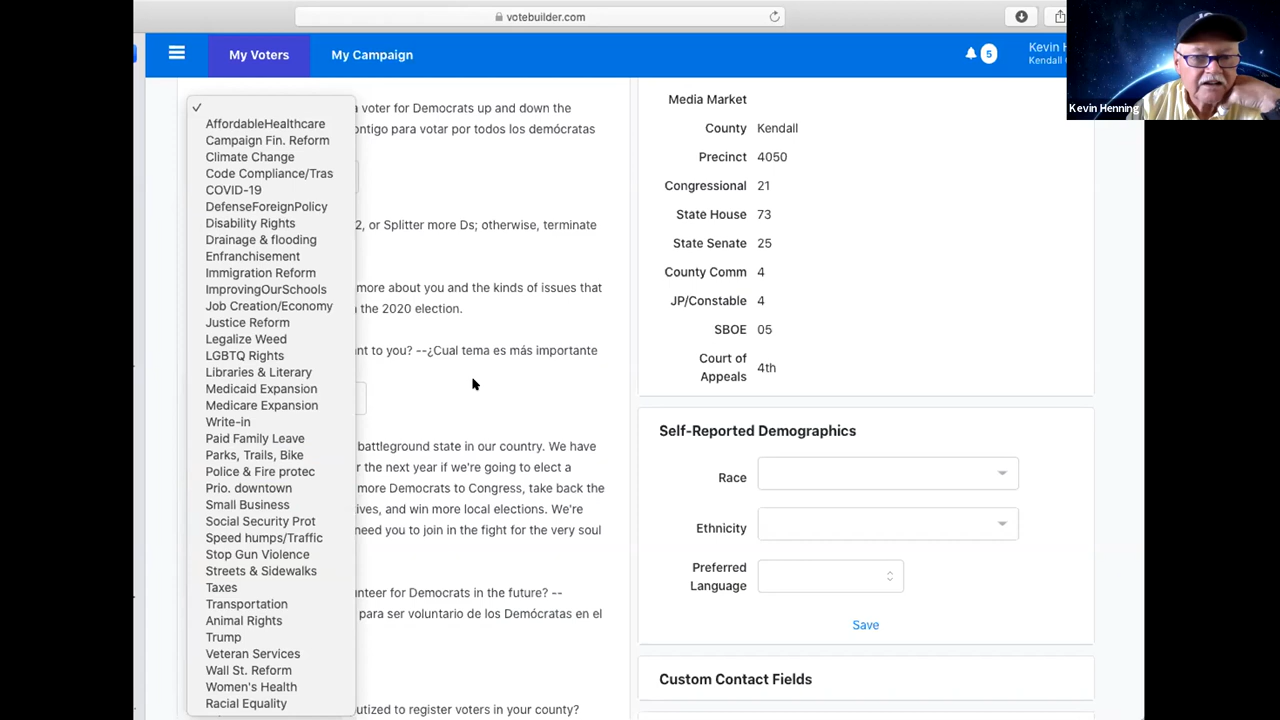 votebuilder.com
My Voters
My Campaign
5
Kevin H
Kendall
Kevin Henning
✓
AffordableHealthcare
Campaign Fin. Reform
Climate Change
Code Compliance/Tras
COVID-19
DefenseForeignPolicy
Disability Rights
Drainage & flooding
Enfranchisement
Immigration Reform
ImprovingOurSchools
Job Creation/Economy
Justice Reform
Legalize Weed
LGBTQ Rights
Libraries & Literary
Medicaid Expansion
Medicare Expansion
Write-in
Paid Family Leave
Parks, Trails, Bike
Police & Fire protec
Prio. downtown
Small Business
Social Security Prot
Speed humps/Traffic
Stop Gun Violence
Streets & Sidewalks
Taxes
Transportation
Animal Rights
Trump
Veteran Services
Wall St. Reform
Women's Health
Racial Equality
a voter for Democrats up and down the
ontigo para votar por todos los demócratas
2, or Splitter more Ds; otherwise, terminate
more about you and the kinds of issues that
the 2020 election.
nt to you? --¿Cual tema es más importante
battleground state in our country. We have
r the next year if we're going to elect a
more Democrats to Congress, take back the
ives, and win more local elections. We're
need you to join in the fight for the very soul
unteer for Democrats in the future? --
para ser voluntario de los Demócratas en el
utized to register voters in your county?
Media Market
County Kendall
Precinct 4050
Congressional 21
State House 73
State Senate 25
County Comm 4
JP/Constable 4
SBOE 05
Court of
Appeals 4th
Self-Reported Demographics
Race
Ethnicity
Preferred
Language
Save
Custom Contact Fields